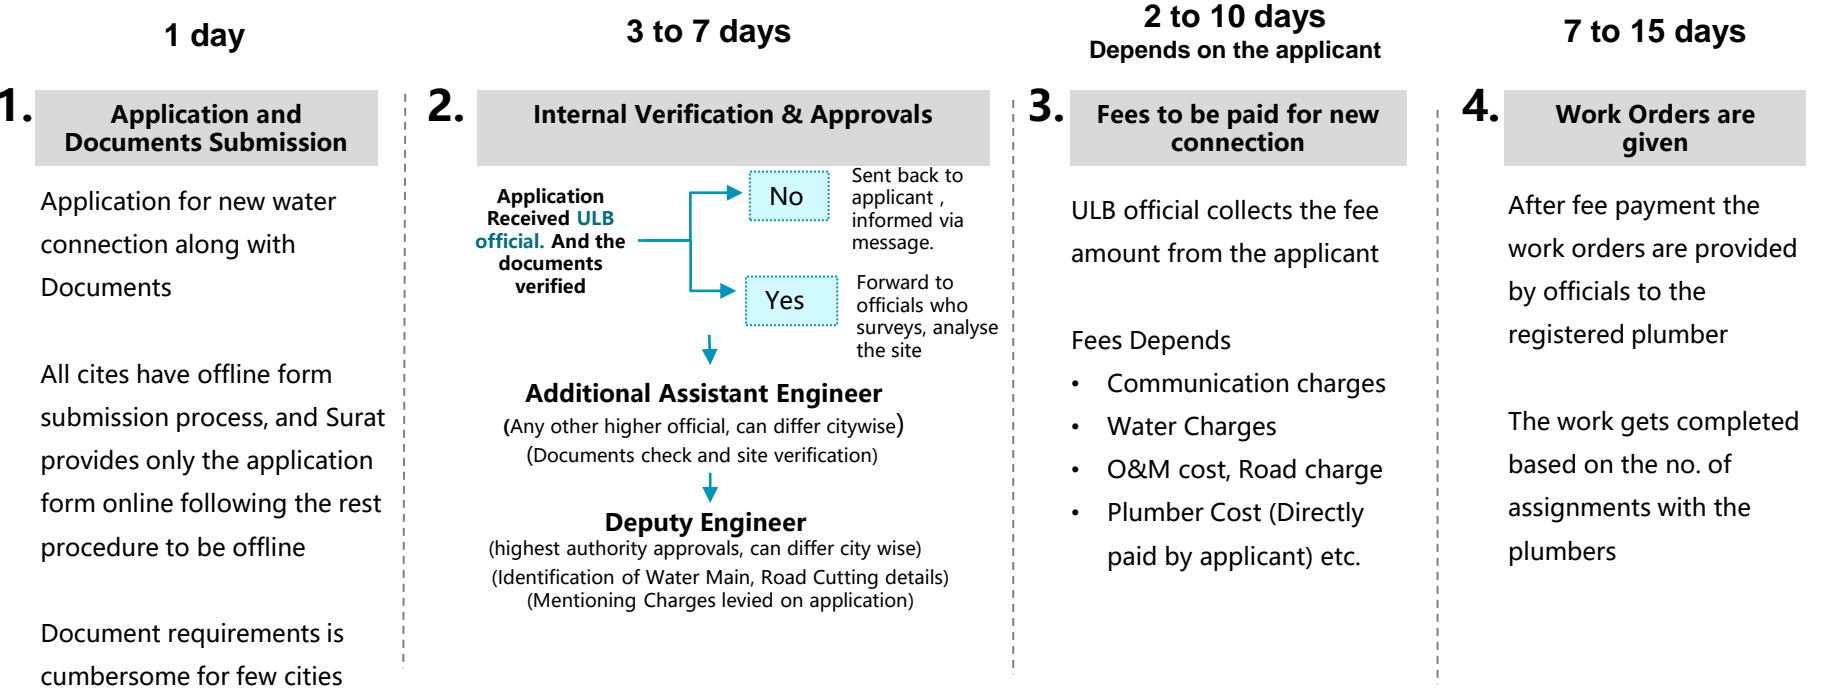 1 day
1.
Application and
Documents Submission
Application for new water
connection along with
Documents
All cites have offline form
submission process, and Surat
provides only the application
form online following the rest
procedure to be offline
Document requirements is
cumbersome for few cities
3 to 7 days
2.
Internal Verification & Approvals
Application
Received ULB
official. And the
documents
verified
No
Sent back to
applicant ,
informed via
message.
Yes
Forward to
officials who
surveys, analyse
the site
Additional Assistant Engineer
(Any other higher official, can differ citywise)
(Documents check and site verification)
Deputy Engineer
(highest authority approvals, can differ city wise)
(Identification of Water Main, Road Cutting details)
(Mentioning Charges levied on application)
2 to 10 days
Depends on the applicant
3.
Fees to be paid for new
connection
ULB official collects the fee
amount from the applicant
Fees Depends
• Communication charges
• Water Charges
• O&M cost, Road charge
• Plumber Cost (Directly
paid by applicant) etc.
7 to 15 days
4.
Work Orders are
given
After fee payment the
work orders are provided
by officials to the
registered plumber
The work gets completed
based on the no. of
assignments with the
plumbers